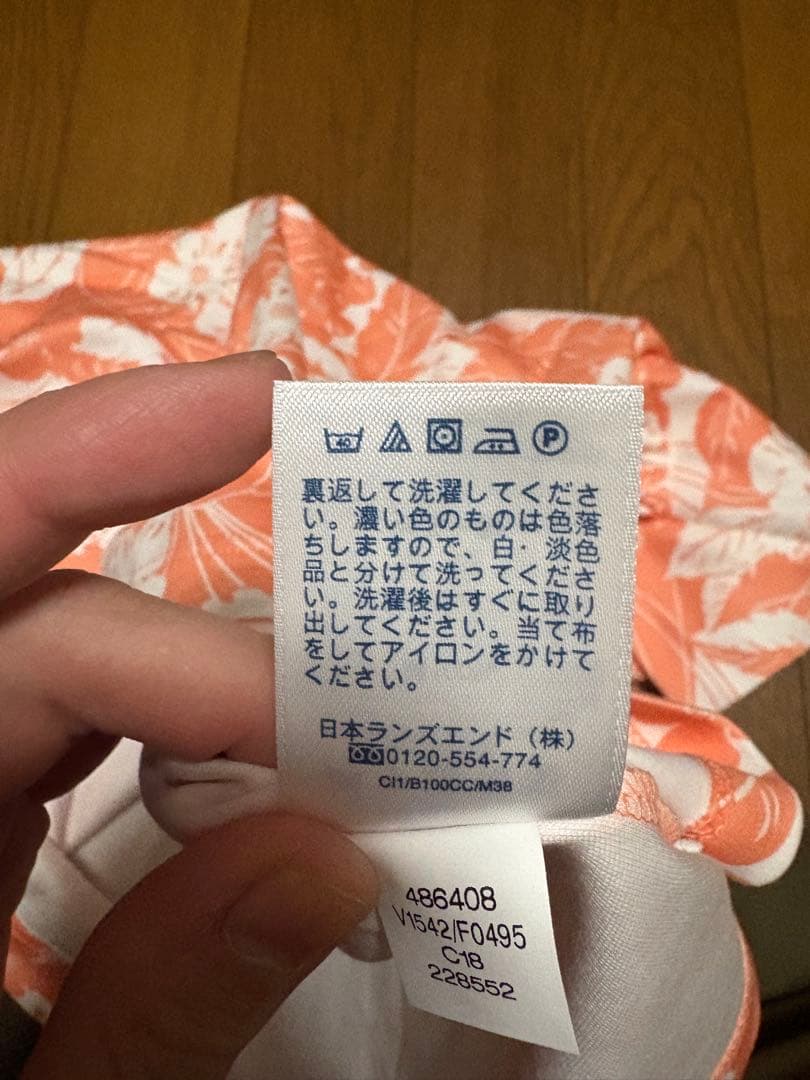 40 P
裏返して洗濯してくださ
い。濃い色のものは色落
ちしますので、白・淡色
品と分けて洗ってくださ
い。洗濯後はすぐに取り
出してください。当て布
をしてアイロンをかけて
ください。
日本ランズエンド（株）
0120-554-774
CI1/B100CC/M38
486408
V1542/F0495
C18
228552